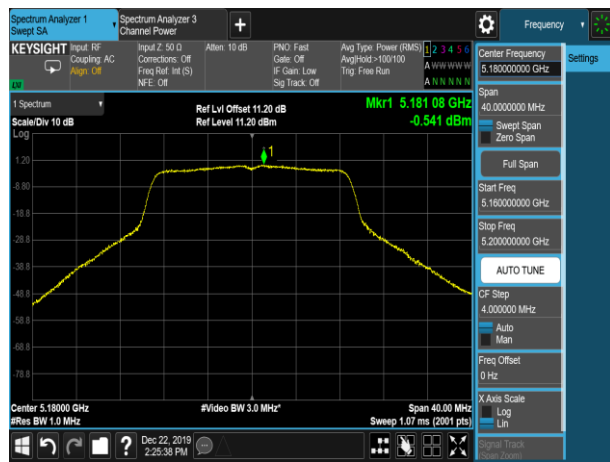 Spectrum Analyzer 1
Swept SA
Spectrum Analyzer 3
Channel Power
+
Frequency
KEYSIGHT
Input: RF
Coupling: AC
Align: Off
Input Z: 50 Ω
Corrections: Off
Freq Ref: Int (S)
NFE: Off
Atten: 10 dB
PNO: Fast
Gate: Off
IF Gain: Low
Sig Track: Off
Avg Type: Power (RMS)
Avg|Hold:>100/100
Trig: Free Run
1 2 3 4 5 6
A W W W W W
A N N N N N
LXI
1 Spectrum
Scale/Div 10 dB
Log
Ref Lvl Offset 11.20 dB
Ref Level 11.20 dBm
Mkr1 5.181 08 GHz
-0.541 dBm
1
1.20
-8.80
-18.8
-28.8
-38.8
-48.8
-58.8
-68.8
-78.8
Center 5.18000 GHz
#Res BW 1.0 MHz
#Video BW 3.0 MHz*
Span 40.00 MHz
Sweep 1.07 ms (2001 pts)
Dec 22, 2019
2:25:38 PM
?
Center Frequency
5.180000000 GHz
Settings
Span
40.0000000 MHz
Swept Span
Zero Span
Full Span
Start Freq
5.160000000 GHz
Stop Freq
5.200000000 GHz
AUTO TUNE
CF Step
4.000000 MHz
Auto
Man
Freq Offset
0 Hz
X Axis Scale
Log
Lin
Signal Track
(Span Zoom)